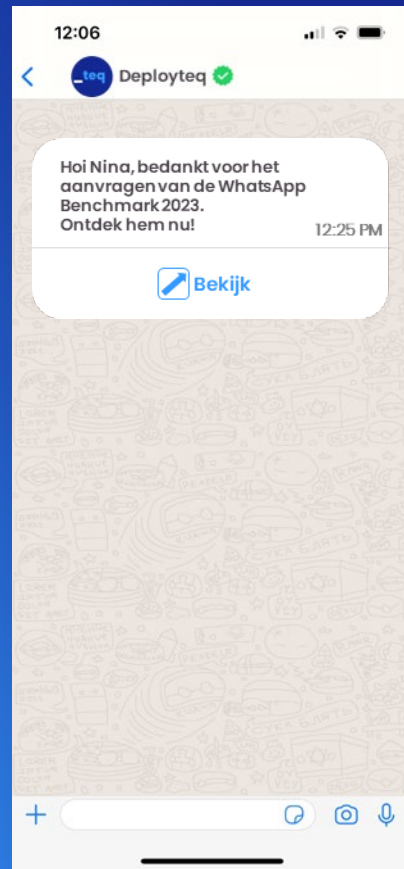 12:06
_teq Deployteq
Hoi Nina, bedankt voor het
aanvragen van de WhatsApp
Benchmark 2023.
Ontdek hem nu!
12:25 PM
Bekijk